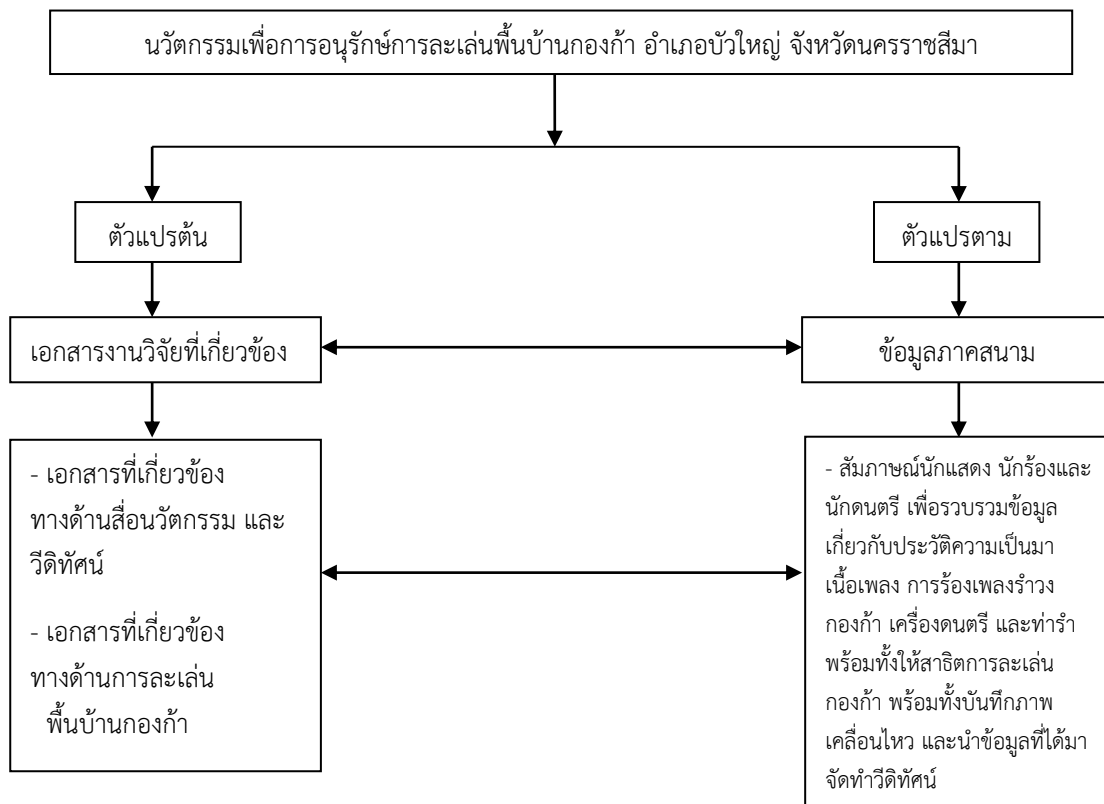 นวัตกรรมเพื่อการอนุรักษ์การละเล่นพื้นบ้านกองก้า อำเภอบัวใหญ่ จังหวัดนครราชสีมา
ตัวแปรต้น
ตัวแปรตาม
เอกสารงานวิจัยที่เกี่ยวข้อง
ข้อมูลภาคสนาม
- เอกสารที่เกี่ยวข้อง
ทางด้านสื่อนวัตกรรม และ
วีดิทัศน์
- เอกสารที่เกี่ยวข้อง
ทางด้านการละเล่น
พื้นบ้านกองก้า
- สัมภาษณ์นักแสดง นักร้องและ
นักดนตรี เพื่อรวบรวมข้อมูล
เกี่ยวกับประวัติความเป็นมา
เนื้อเพลง การร้องเพลงรำวง
กองก้า เครื่องดนตรี และท่ารำ
พร้อมทั้งให้สาธิตการละเล่น
กองก้า พร้อมทั้งบันทึกภาพ
เคลื่อนไหว และนำข้อมูลที่ได้มา
จัดทำวีดิทัศน์